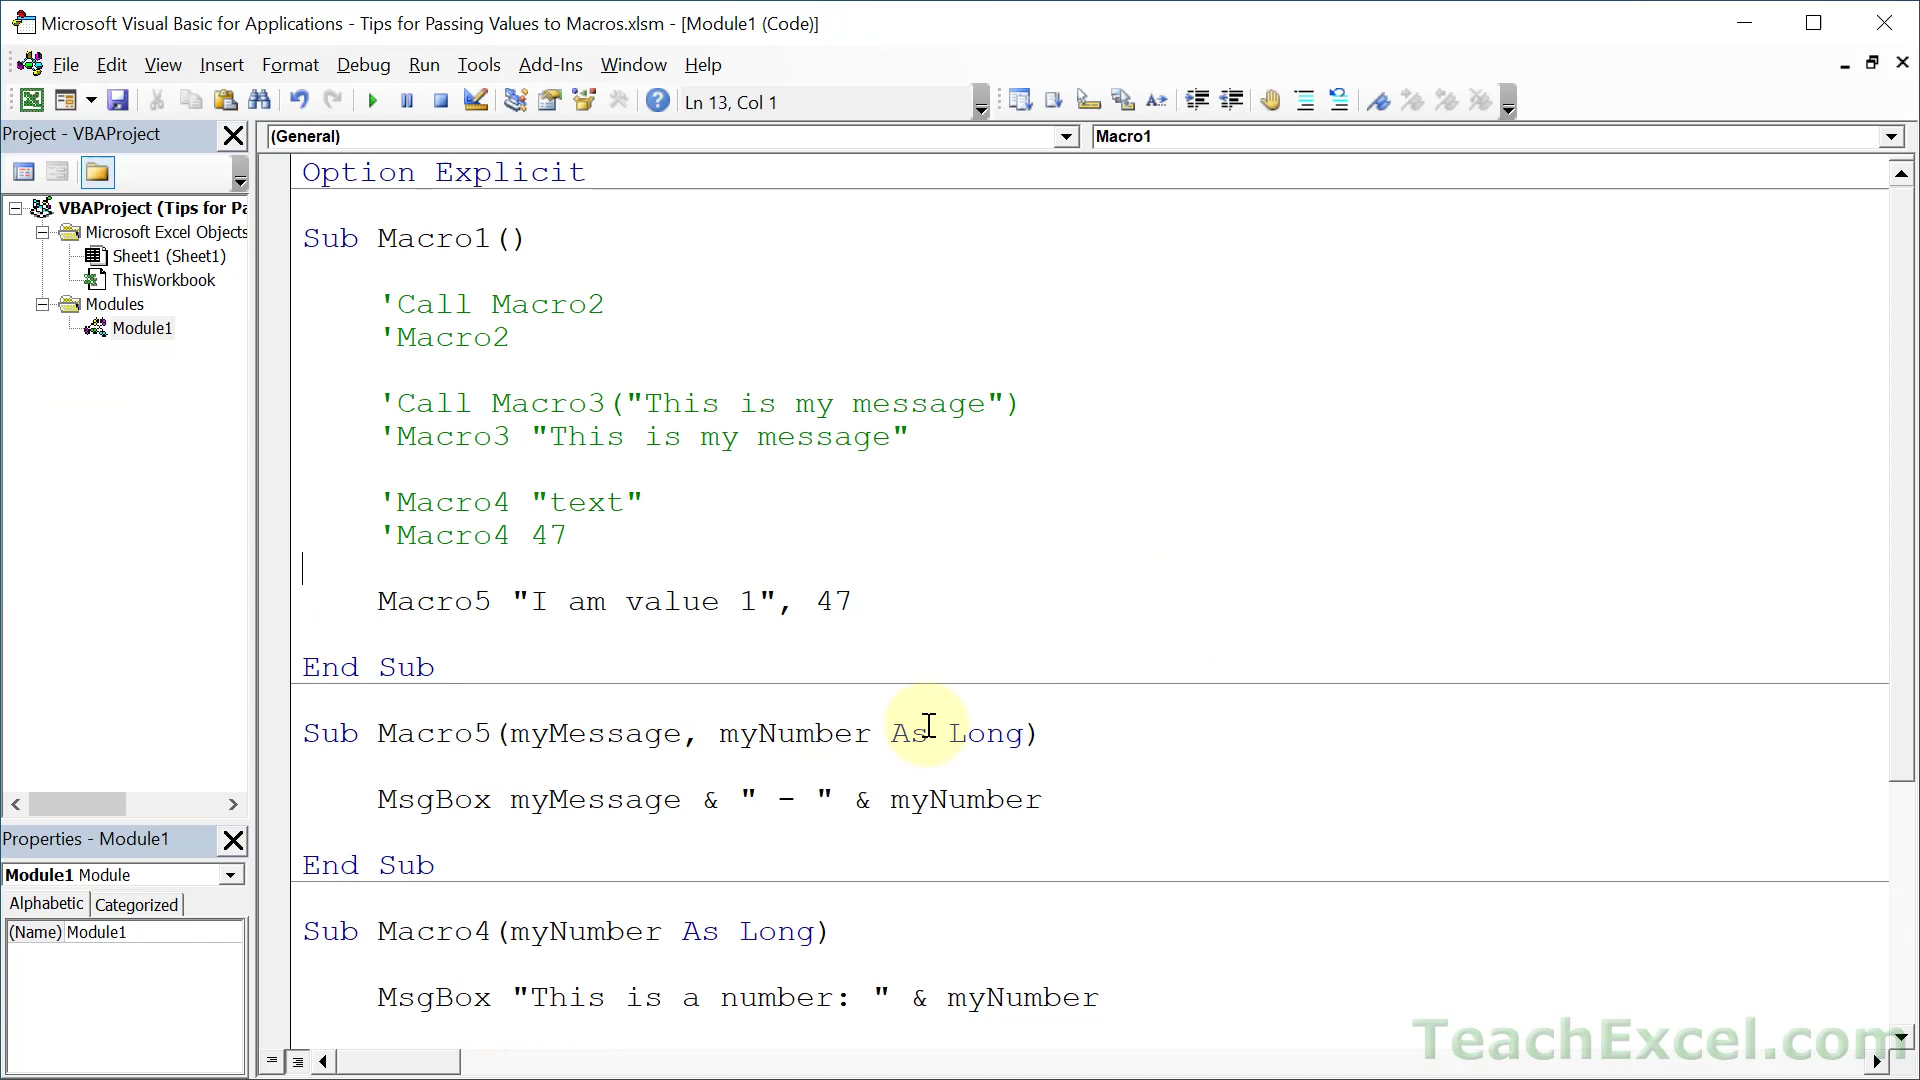 Microsoft Visual Basic for Applications - Tips for Passing Values to Macros.xlsm - [Module1 (Code)]
File Edit View Insert Format Debug Run Tools Add-Ins Window Help
Ln 13, Col 1
Project - VBAProject
(General)
Macro1
VBAProject (Tips for Pa
Microsoft Excel Objects
Sheet1 (Sheet1)
ThisWorkbook
Modules
Module1
Properties - Module1
Module1 Module
Alphabetic Categorized
(Name) Module1
Option Explicit
Sub Macro1()
'Call Macro2
'Macro2
'Call Macro3("This is my message")
'Macro3 "This is my message"
'Macro4 "text"
'Macro4 47
Macro5 "I am value 1", 47
End Sub
Sub Macro5(myMessage, myNumber As Long)
MsgBox myMessage & " - " & myNumber
End Sub
Sub Macro4(myNumber As Long)
MsgBox "This is a number: " & myNumber
TeachExcel.com